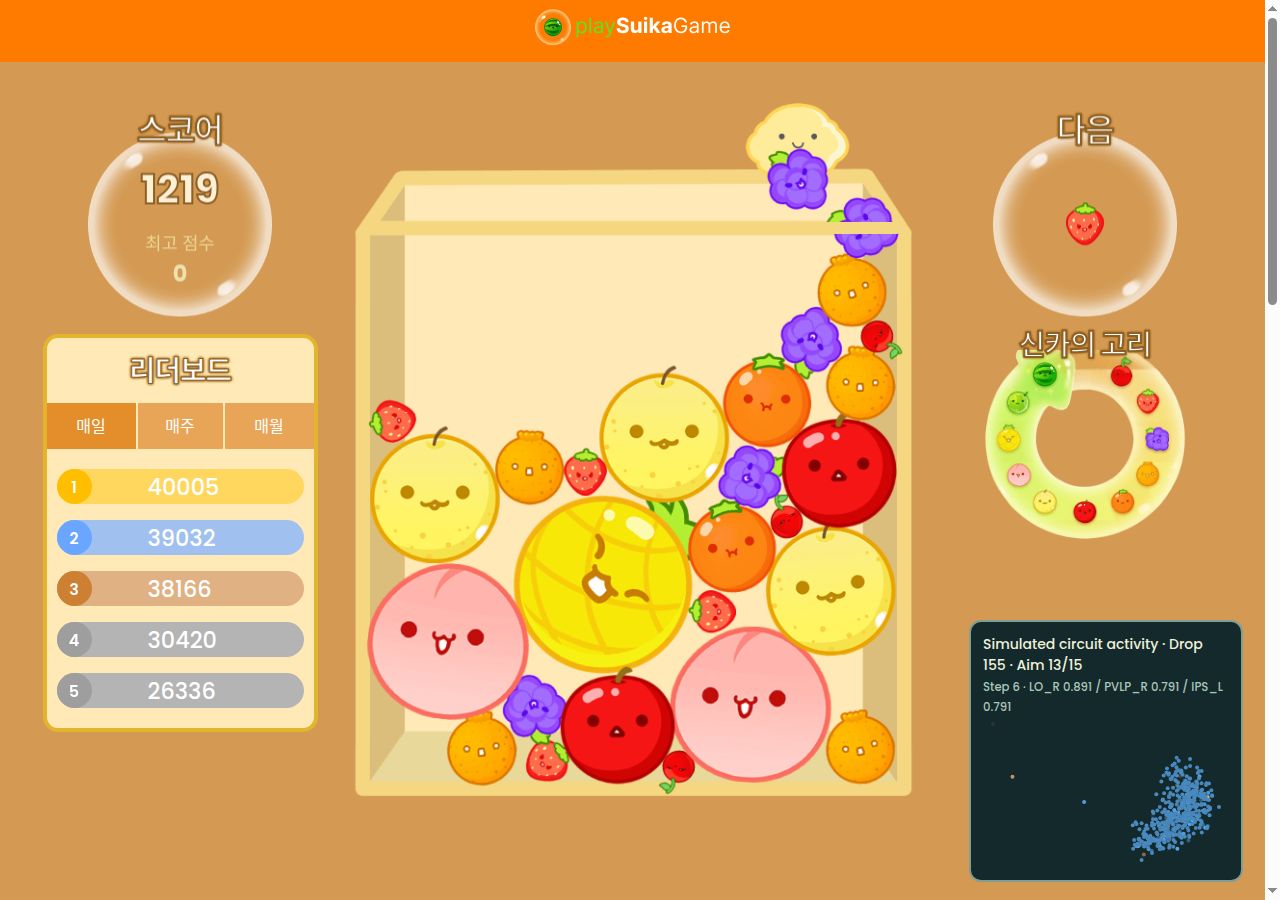 playSuikaGame
스코어
1219
최고 점수
0
리더보드
매일 매주 매월
1 40005
2 39032
3 38166
4 30420
5 26336
다음
신카의 고리
Simulated circuit activity · Drop
155 · Aim 13/15
Step 6 · LO_R 0.891 / PVLP_R 0.791 / IPS_L
0.791